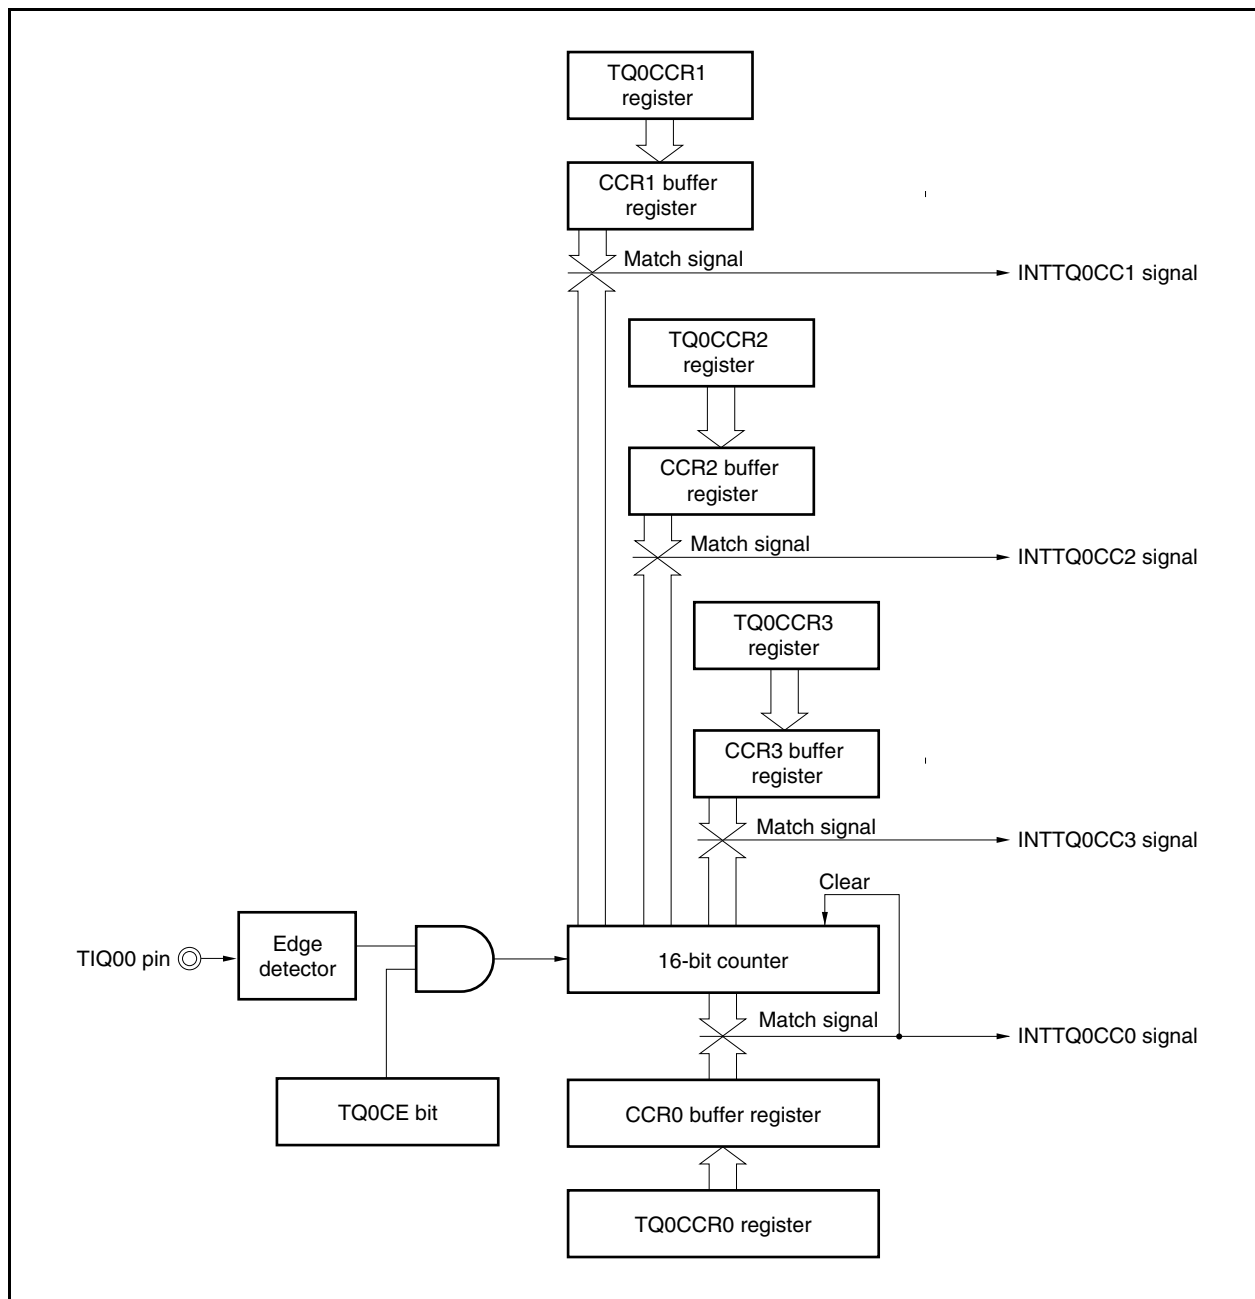 TQ0CCR1
register
CCR1 buffer
register
Match signal
INTTQ0CC1 signal
TQ0CCR2
register
CCR2 buffer
register
Match signal
INTTQ0CC2 signal
TQ0CCR3
register
CCR3 buffer
register
Match signal
INTTQ0CC3 signal
Clear
TIQ00 pin
Edge
detector
16-bit counter
Match signal
INTTQ0CC0 signal
TQ0CE bit
CCR0 buffer register
TQ0CCR0 register